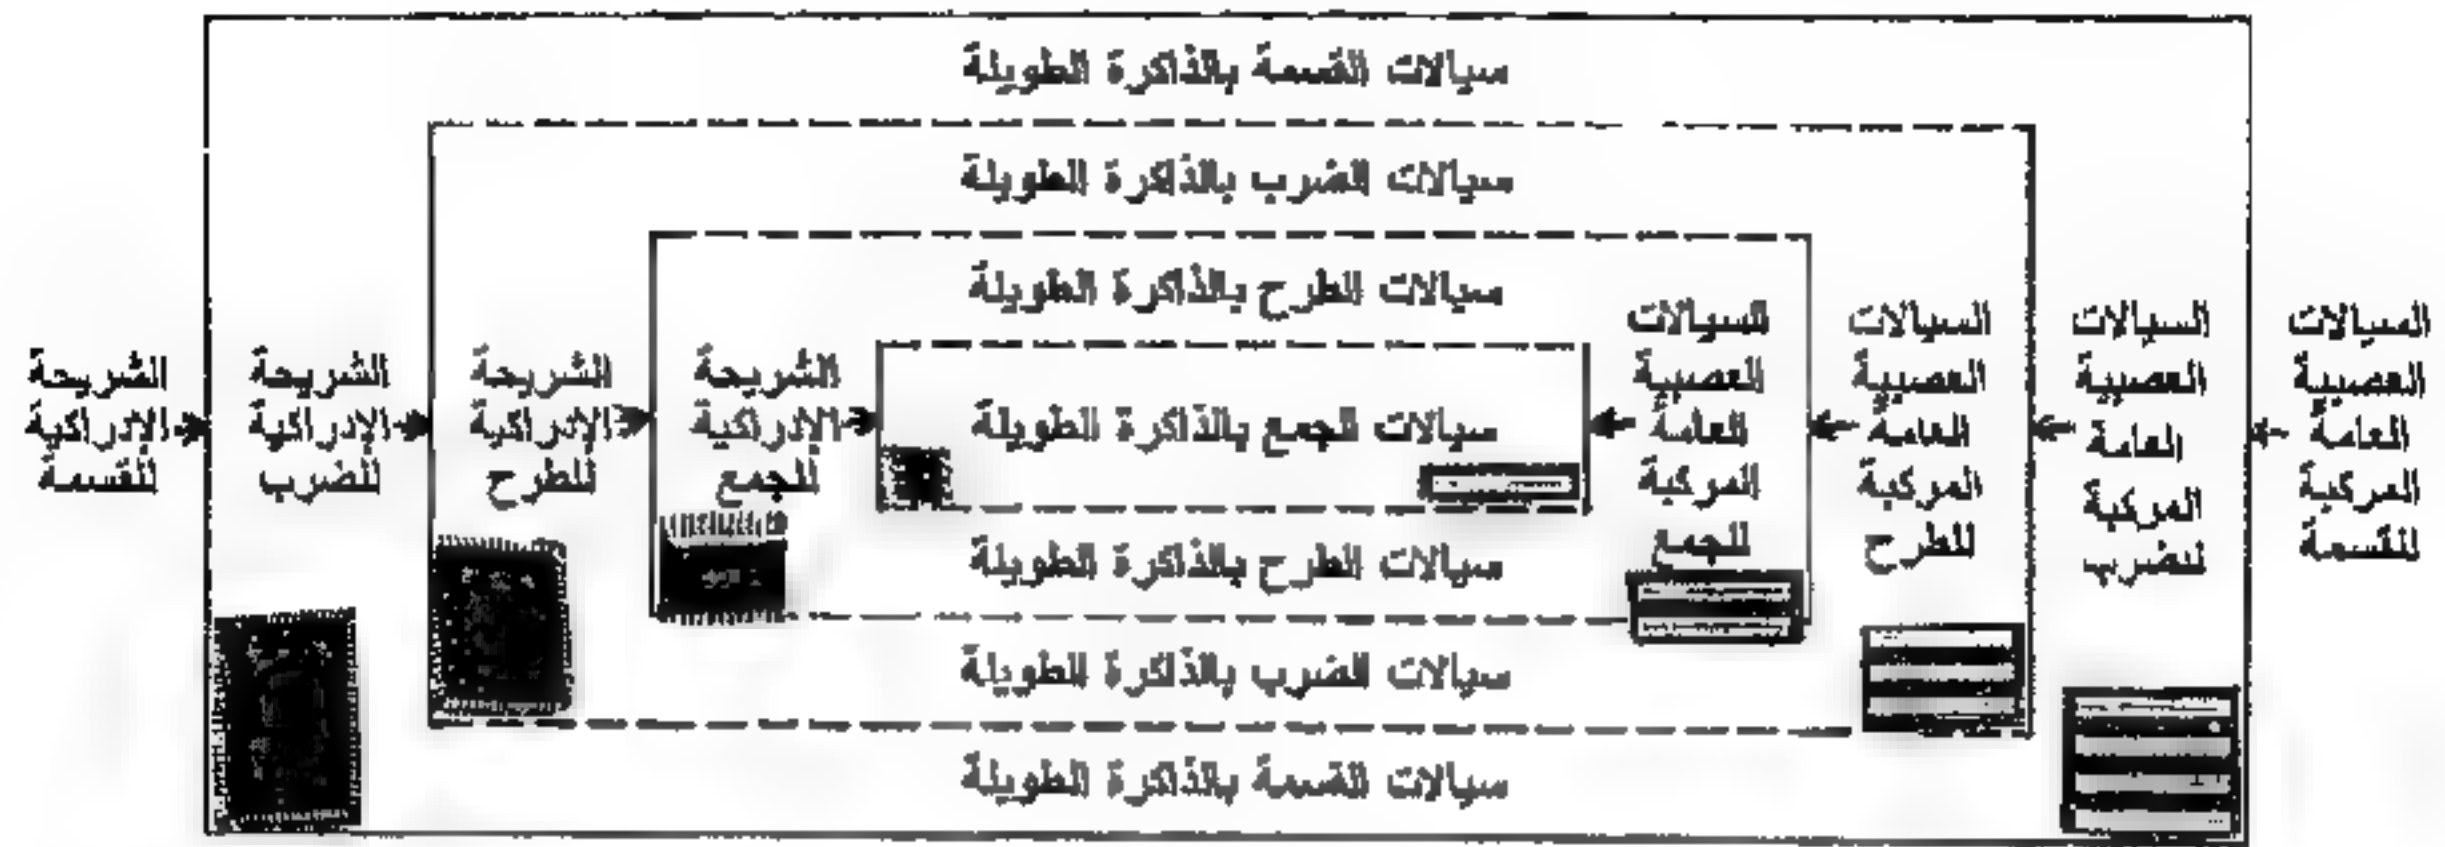 سيالات القسمة بالذاكرة الطويلة
سيالات الضرب بالذاكرة الطويلة
سيالات الطرح بالذاكرة الطويلة
سيالات الجمع بالذاكرة الطويلة
سيالات الطرح بالذاكرة الطويلة
سيالات الضرب بالذاكرة الطويلة
سيالات القسمة بالذاكرة الطويلة
السيالات
العصبية
العامة
المركبة
للقسمة
السيالات
العصبية
العامة
المركبة
للضرب
السيالات
العصبية
العامة
المركبة
للطرح
السيالات
العصبية
العامة
المركبة
للجمع
الشريحة
الإدراكية
للجمع
الشريحة
الإدراكية
للطرح
الشريحة
الإدراكية
للضرب
الشريحة
الإدراكية
للقسمة